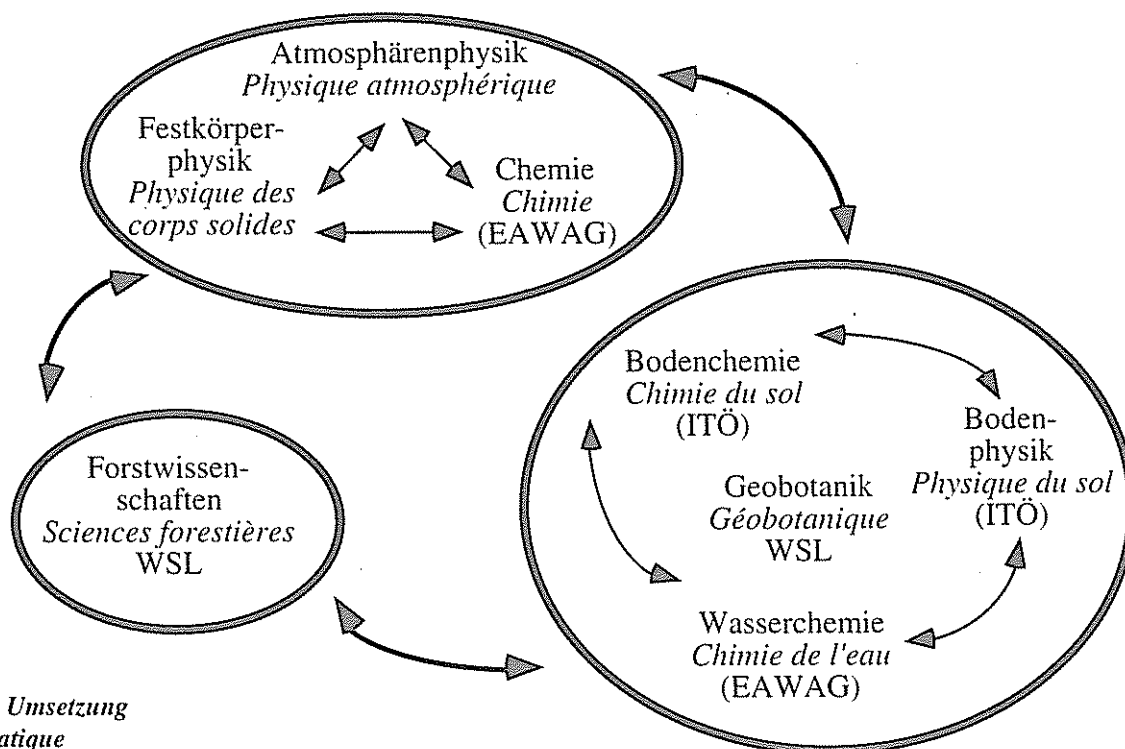 Atmosphärenphysik
Physique atmosphérique
Festkörper-
physik
Physique des
corps solides
Chemie
Chimie
(EAWAG)
Bodenchemie
Chimie du sol
(ITÖ)
Boden-
physik
Physique du sol
(ITÖ)
Geobotanik
Géobotanique
WSL
Wasserchemie
Chimie de l'eau
(EAWAG)
Forstwissen-
schaften
Sciences forestières
WSL
Umsetzung